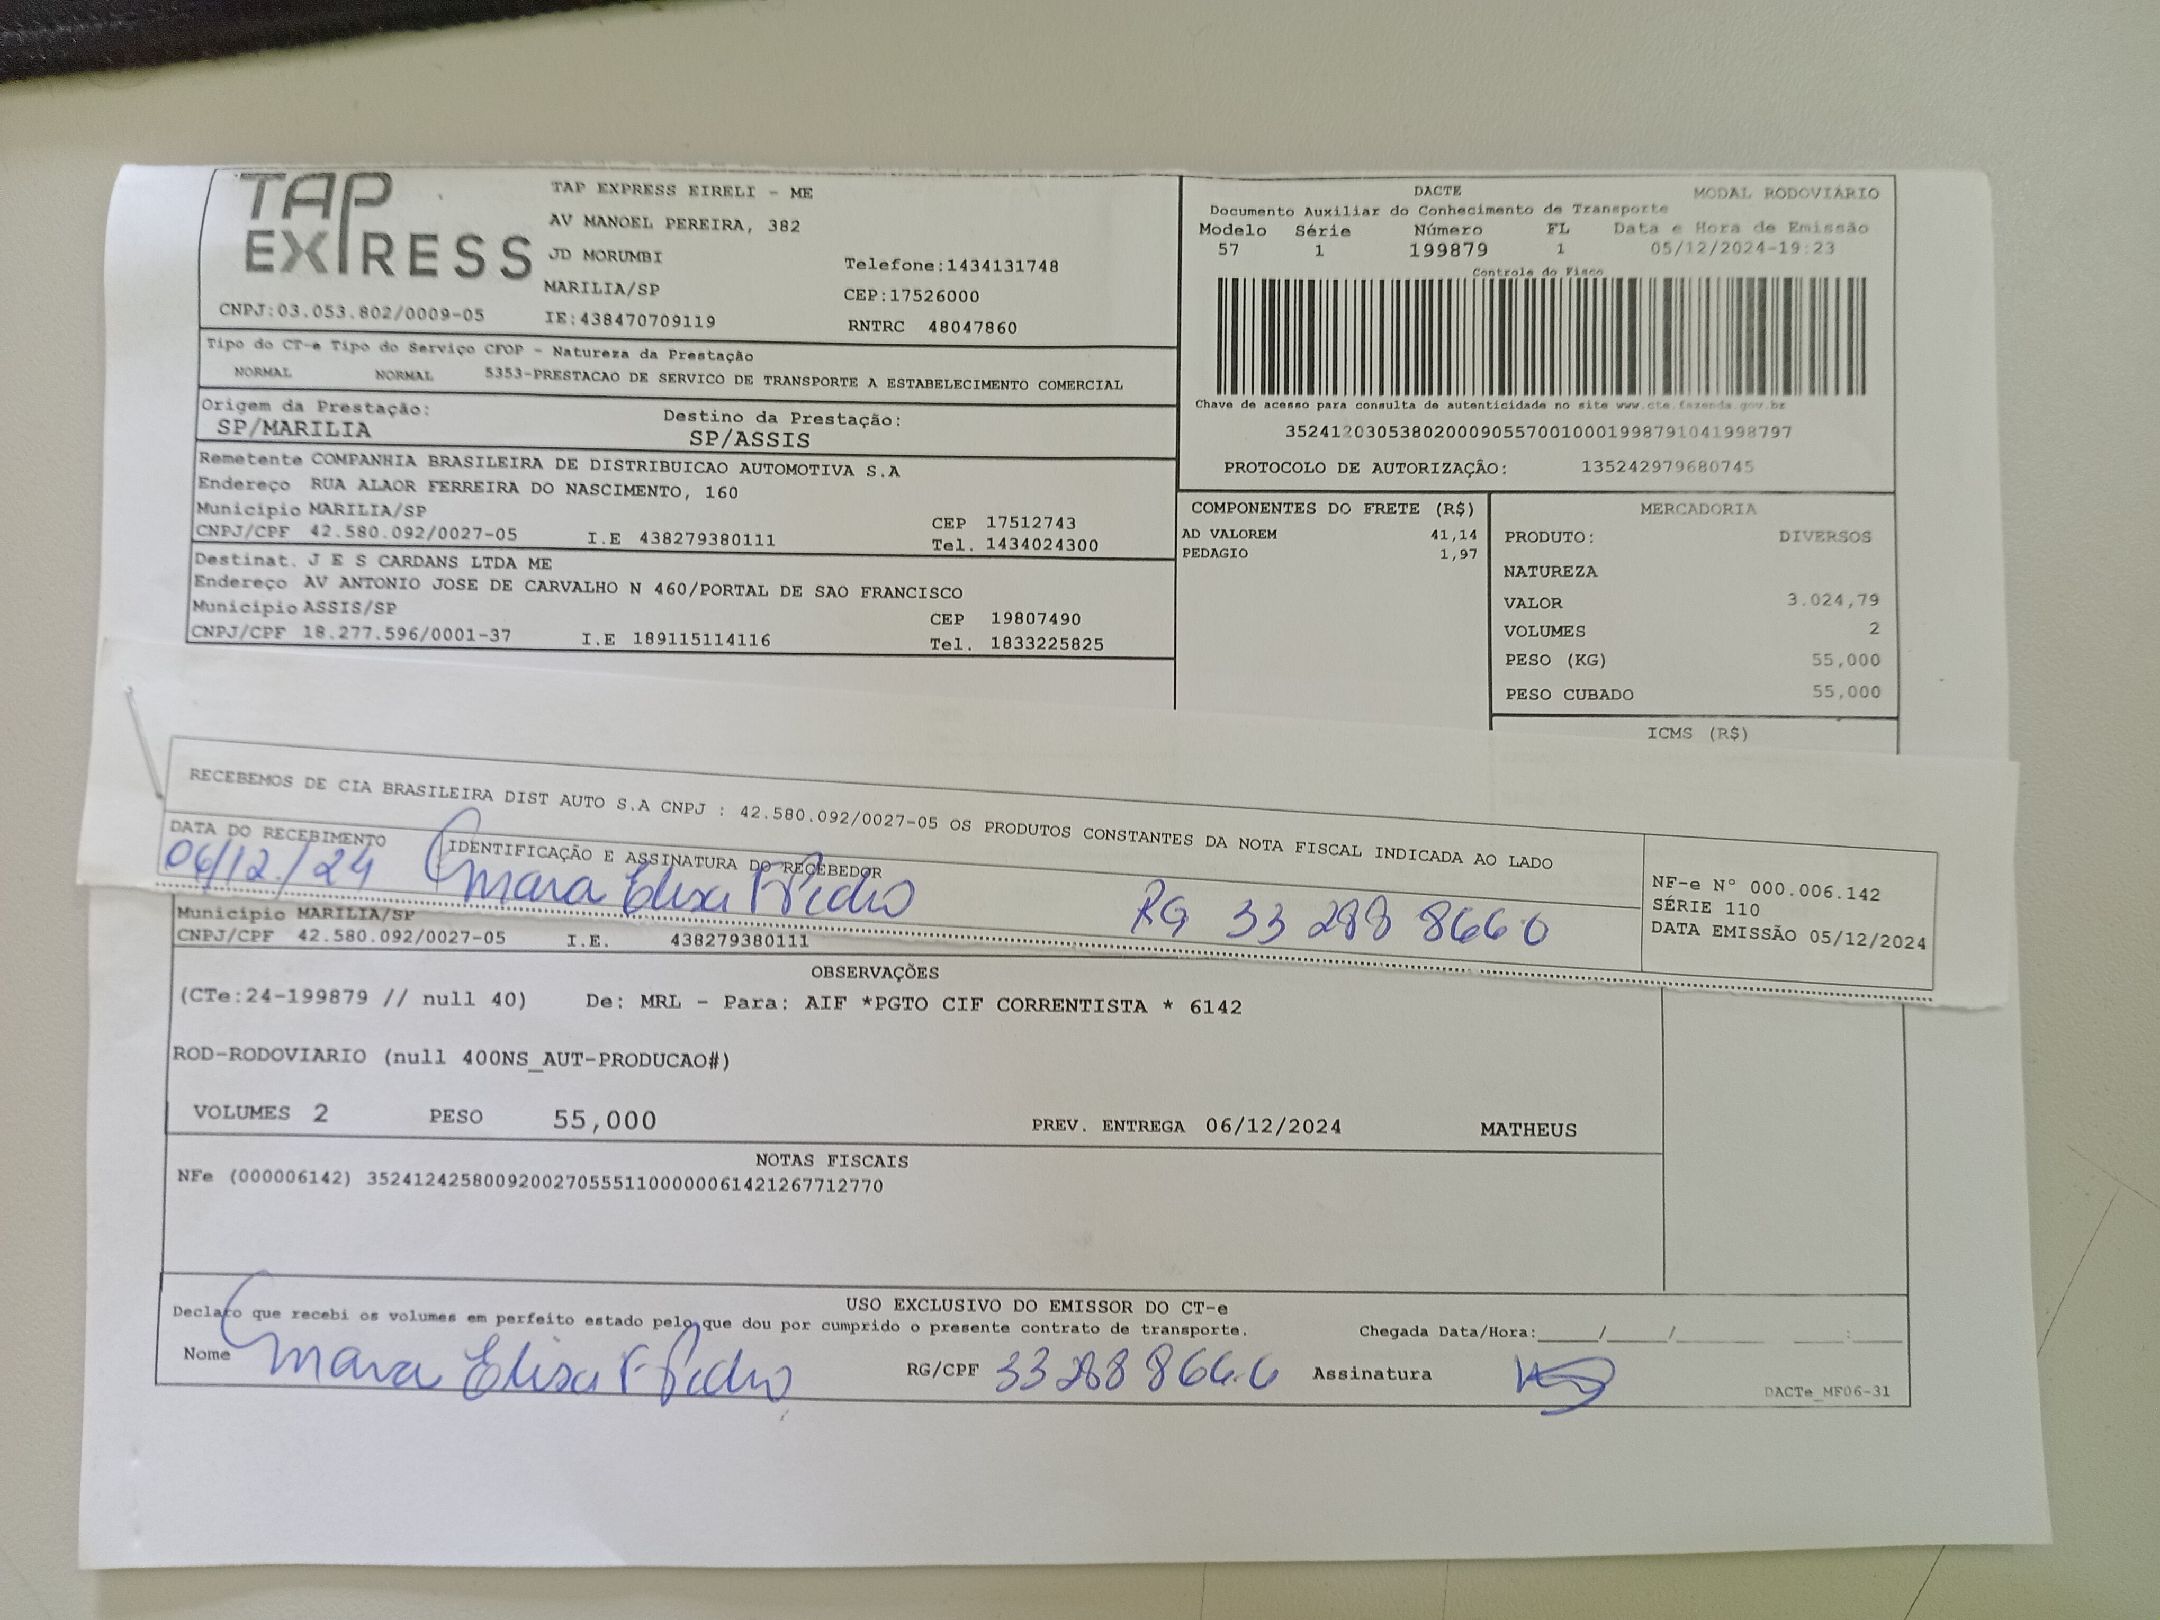 TAP EXPRESS
TAP EXPRESS EIRELI - ME
AV MANOEL PEREIRA, 382
JD MORUMBI
Telefone:1434131748
MARILIA/SP
CEP:17526000
CNPJ:03.053.802/0009-05
IE:438470709119
RNTRC 48047860
DACTE
MODAL RODOVIÁRIO
Documento Auxiliar do Conhecimento de Transporte
Modelo Série Número FL Data e Hora de Emissão
57 1 199879 1 05/12/2024-19:23
Controle do Fisco
Chave de acesso para consulta de autenticidade no site www.cte.fazenda.gov.br
35241203053802000905570010001998791041998797
PROTOCOLO DE AUTORIZAÇÃO: 135242979680745
Tipo do CT-e Tipo do Serviço CFOP - Natureza da Prestação
NORMAL NORMAL 5353-PRESTACAO DE SERVICO DE TRANSPORTE A ESTABELECIMENTO COMERCIAL
Origem da Prestação: Destino da Prestação:
SP/MARILIA SP/ASSIS
Remetente COMPANHIA BRASILEIRA DE DISTRIBUICAO AUTOMOTIVA S.A
Endereço RUA ALAOR FERREIRA DO NASCIMENTO, 160
Município MARILIA/SP CEP 17512743
CNPJ/CPF 42.580.092/0027-05 I.E 438279380111 Tel. 1434024300
Destinat. J E S CARDANS LTDA ME
Endereço AV ANTONIO JOSE DE CARVALHO N 460/PORTAL DE SAO FRANCISCO
Município ASSIS/SP CEP 19807490
CNPJ/CPF 18.277.596/0001-37 I.E 189115114116 Tel. 1833225825
COMPONENTES DO FRETE (R$)
AD VALOREM 41,14
PEDAGIO 1,97
MERCADORIA
PRODUTO: DIVERSOS
NATUREZA
VALOR 3.024,79
VOLUMES 2
PESO (KG) 55,000
PESO CUBADO 55,000
ICMS (R$)
RECEBEMOS DE CIA BRASILEIRA DIST AUTO S.A CNPJ : 42.580.092/0027-05 OS PRODUTOS CONSTANTES DA NOTA FISCAL INDICADA AO LADO
DATA DO RECEBIMENTO IDENTIFICAÇÃO E ASSINATURA DO RECEBEDOR
06/12/24 Mara Elisa RG 33 288 8660
NF-e N° 000.006.142
SÉRIE 110
DATA EMISSÃO 05/12/2024
Município MARILIA/SP
CNPJ/CPF 42.580.092/0027-05 I.E. 438279380111
OBSERVAÇÕES
(CTe:24-199879 // null 40) De: MRL - Para: AIF *PGTO CIF CORRENTISTA * 6142
ROD-RODOVIARIO (null 400NS_AUT-PRODUCAO#)
VOLUMES 2 PESO 55,000 PREV. ENTREGA 06/12/2024 MATHEUS
NOTAS FISCAIS
NFe (000006142) 35241242580092002705551100000061421267712770
USO EXCLUSIVO DO EMISSOR DO CT-e
Declaro que recebi os volumes em perfeito estado pelo que dou por cumprido o presente contrato de transporte. Chegada Data/Hora:____/____/____ __:__
Nome Mara Elisa RG/CPF 33 288 866-6 Assinatura
DACTe_MF06-31